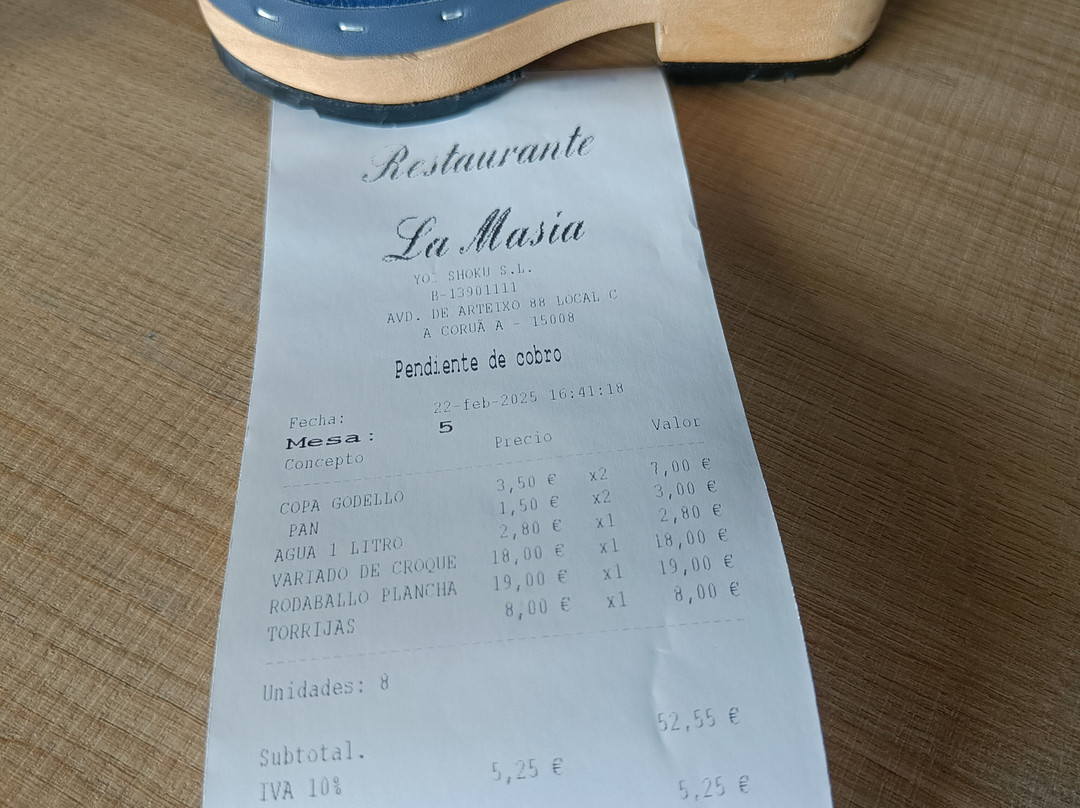 Restaurante
La Masia
SHOKU S.L.
B-13901111
AVD. DE ARTEIXO 88 LOCAL C
A CORUÃ A - 15008
Pendiente de cobro
Fecha: 22-feb-2025 16:41:18
Mesa: 5
Concepto Precio Valor
COPA GODELLO 3,50 € x2 7,00 €
PAN 1,50 € x2 3,00 €
AGUA 1 LITRO 2,80 € x1 2,80 €
VARIADO DE CROQUE 18,00 € x1 18,00 €
RODABALLO PLANCHA 19,00 € x1 19,00 €
TORRIJAS 8,00 € x1 8,00 €
Unidades: 8
Subtotal. 52,55 €
IVA 10% 5,25 € 5,25 €